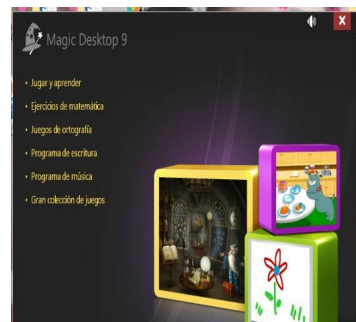 Magic Desktop 9
• Jugar y aprender
• Ejercicios de matemática
• Juegos de ortografía
• Programa de escritura
• Programa de música
• Gran colección de juegos